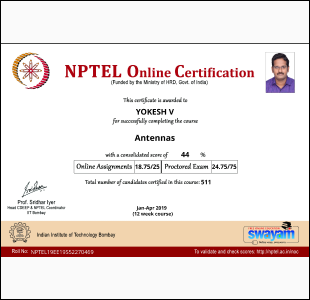 NPTEL Online Certification
(Funded by the Ministry of HRD, Govt. of India)
This certificate is awarded to
YOKESH V
for successfully completing the course
Antennas
with a consolidated score of 44 %
Online Assignments 18.75/25 Proctored Exam 24.75/75
Total number of candidates certified in this course: 511
Prof. Sridhar Iyer
Head CDEEP & NPTEL Coordinator
IIT Bombay
Jan-Apr 2019
(12 week course)
Indian Institute of Technology Bombay
swayam
Roll No: NPTEL19EE19S52270469
To validate and check scores: http://nptel.ac.in/noc